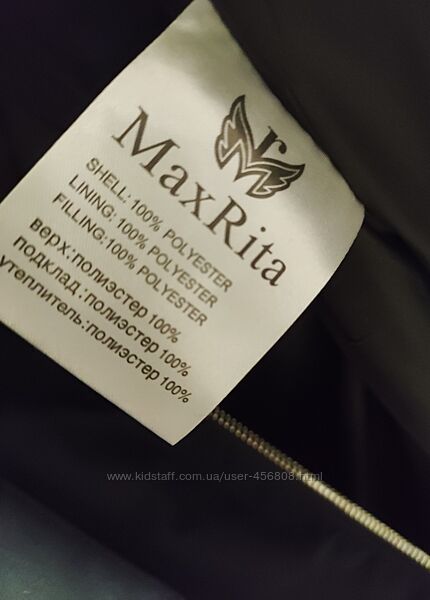 r
MaxRita
SHELL: 100% POLYESTER
LINING: 100% POLYESTER
FILLING:100% POLYESTER
верх:полиэстер 100%
подклад:полиэстер 100%
утеплитель:полиэстер 100%
www.kidstaff.com.ua/user-456808.html